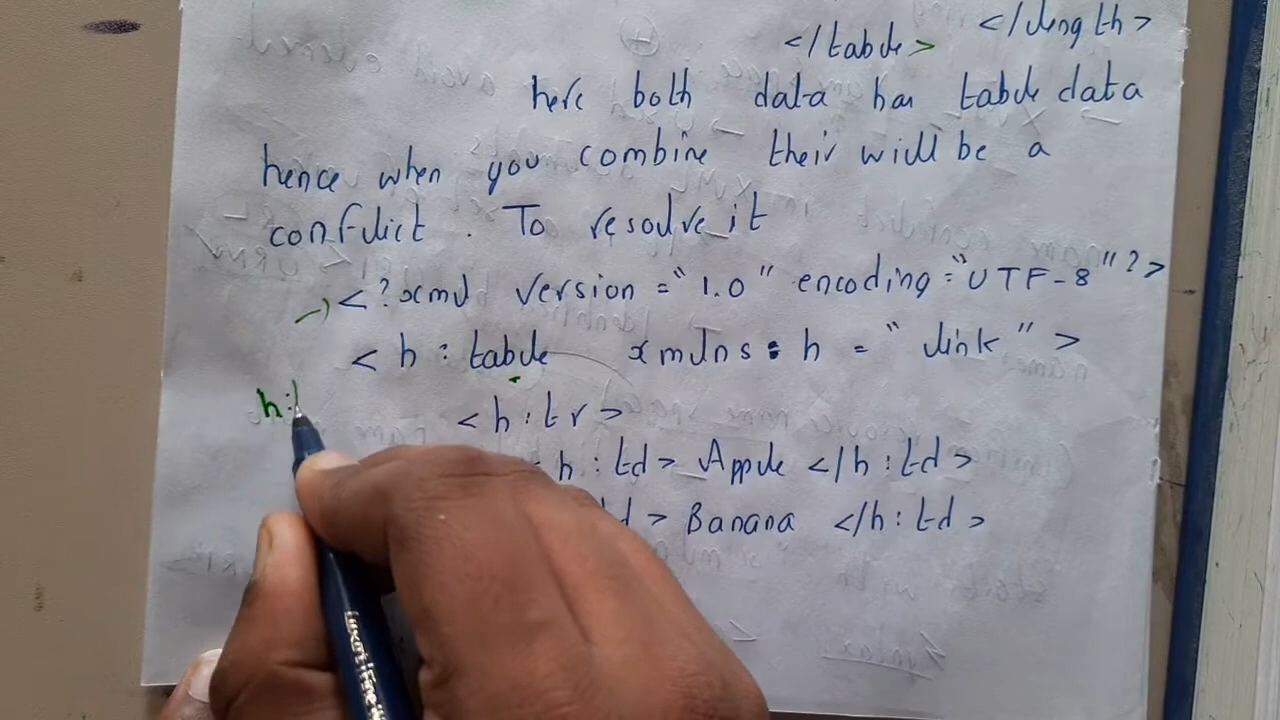 </table> </length>
here both data has table data
hence when you combine their will be a
conflict. To resolve it
<?xml version="1.0" encoding="UTF-8"?>
<h:table xmlns:h = "link">
h:
<h:tr>
h:td> Apple </h:td>
> Banana </h:td>